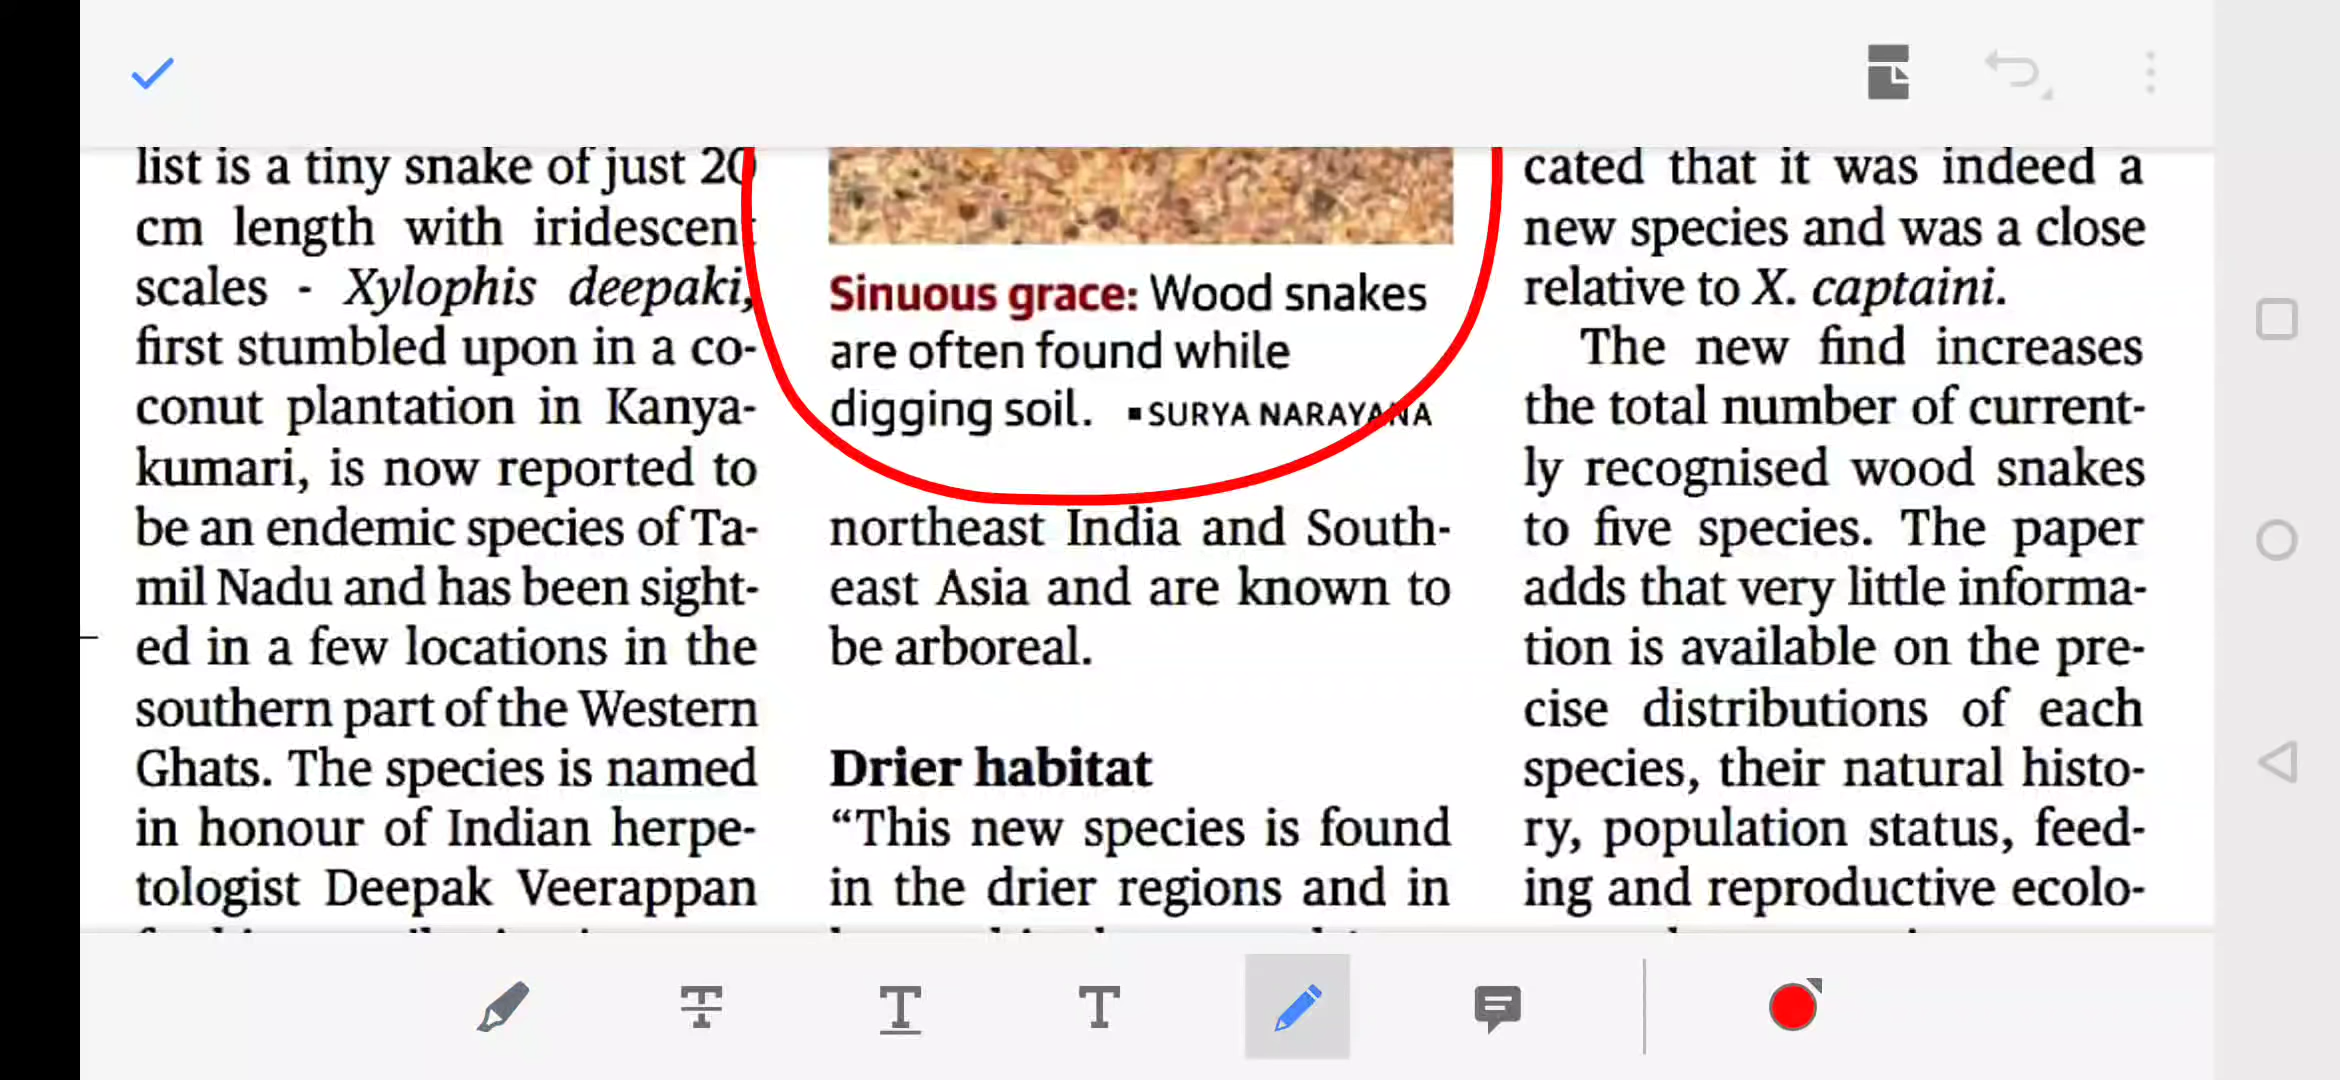 list is a tiny snake of just 20
cm length with iridescent
scales - Xylophis deepaki,
first stumbled upon in a co-
conut plantation in Kanya-
kumari, is now reported to
be an endemic species of Ta-
mil Nadu and has been sight-
ed in a few locations in the
southern part of the Western
Ghats. The species is named
in honour of Indian herpe-
tologist Deepak Veerappan
Sinuous grace: Wood snakes
are often found while
digging soil. ▪ SURYA NARAYANA
northeast India and South-
east Asia and are known to
be arboreal.
Drier habitat
“This new species is found
in the drier regions and in
cated that it was indeed a
new species and was a close
relative to X. captaini.
The new find increases
the total number of current-
ly recognised wood snakes
to five species. The paper
adds that very little informa-
tion is available on the pre-
cise distributions of each
species, their natural histo-
ry, population status, feed-
ing and reproductive ecolo-